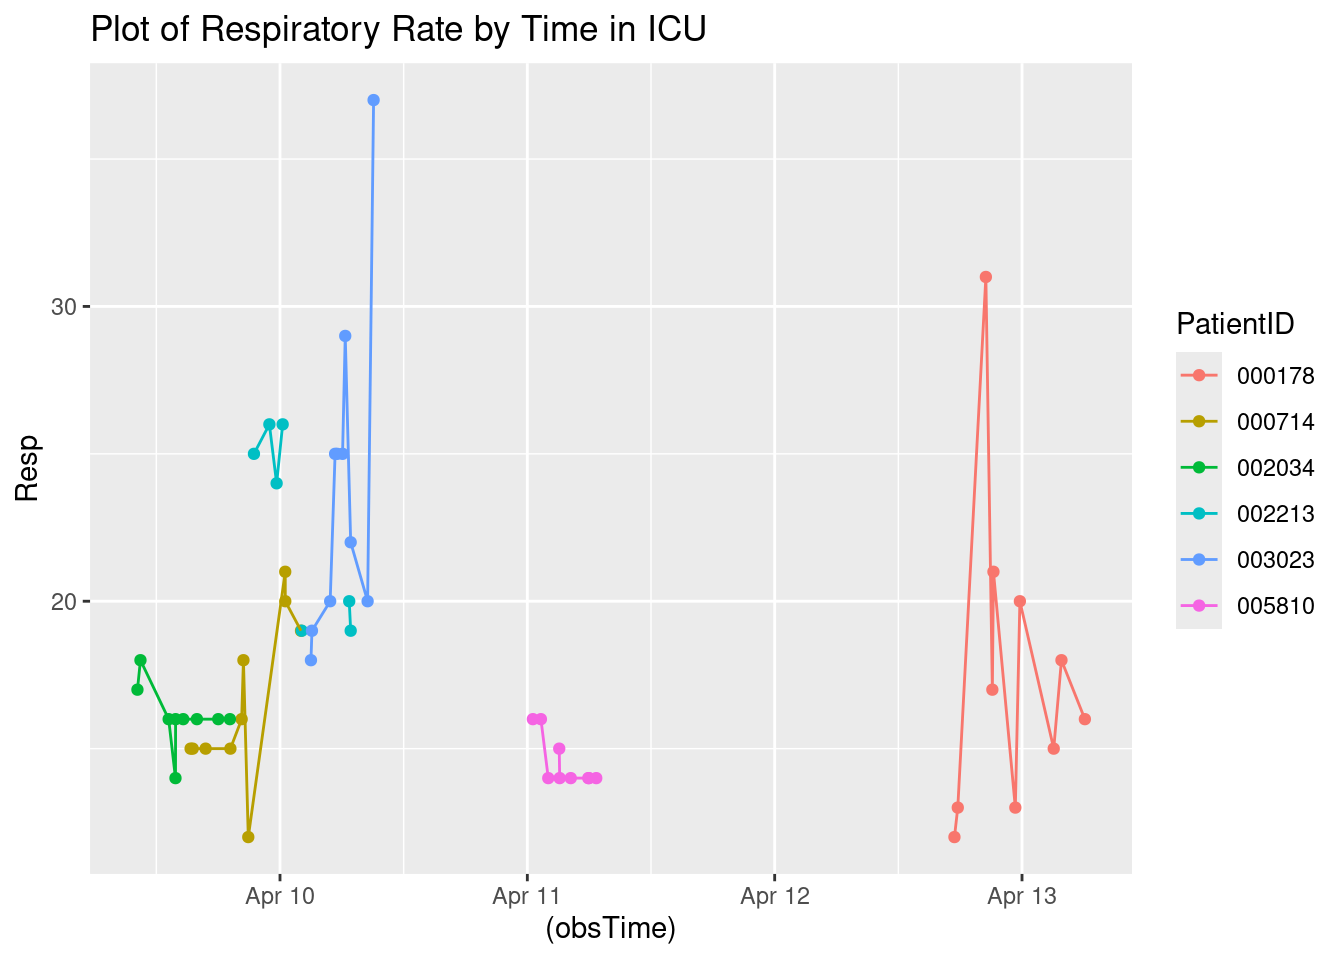 Plot of Respiratory Rate by Time in ICU
Resp
30
20
Apr 10
Apr 11
Apr 12
Apr 13
(obsTime)
PatientID
000178
000714
002034
002213
003023
005810